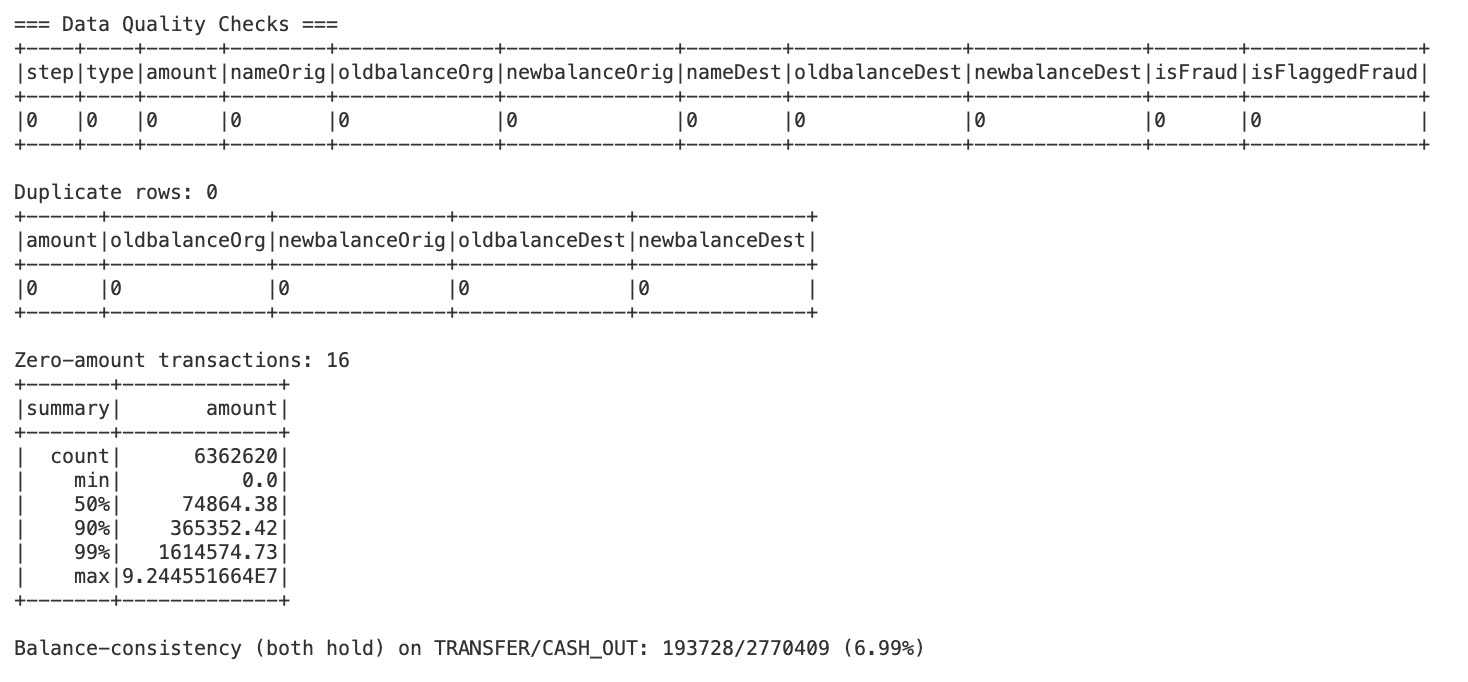 === Data Quality Checks ===
+----+----+------+--------+-------------+--------------+--------+--------------+--------------+-------+--------------+
|step|type|amount|nameOrig|oldbalanceOrg|newbalanceOrig|nameDest|oldbalanceDest|newbalanceDest|isFraud|isFlaggedFraud|
+----+----+------+--------+-------------+--------------+--------+--------------+--------------+-------+--------------+
|0   |0   |0     |0       |0            |0             |0       |0             |0             |0      |0             |
+----+----+------+--------+-------------+--------------+--------+--------------+--------------+-------+--------------+
Duplicate rows: 0
+------+-------------+--------------+--------------+--------------+
|amount|oldbalanceOrg|newbalanceOrig|oldbalanceDest|newbalanceDest|
+------+-------------+--------------+--------------+--------------+
|0     |0            |0             |0             |0             |
+------+-------------+--------------+--------------+--------------+
Zero-amount transactions: 16
+-------+-------------+
|summary|       amount|
+-------+-------------+
|  count|      6362620|
|    min|          0.0|
|    50%|     74864.38|
|    90%|    365352.42|
|    99%|   1614574.73|
|    max|9.244551664E7|
+-------+-------------+
Balance-consistency (both hold) on TRANSFER/CASH_OUT: 193728/2770409 (6.99%)